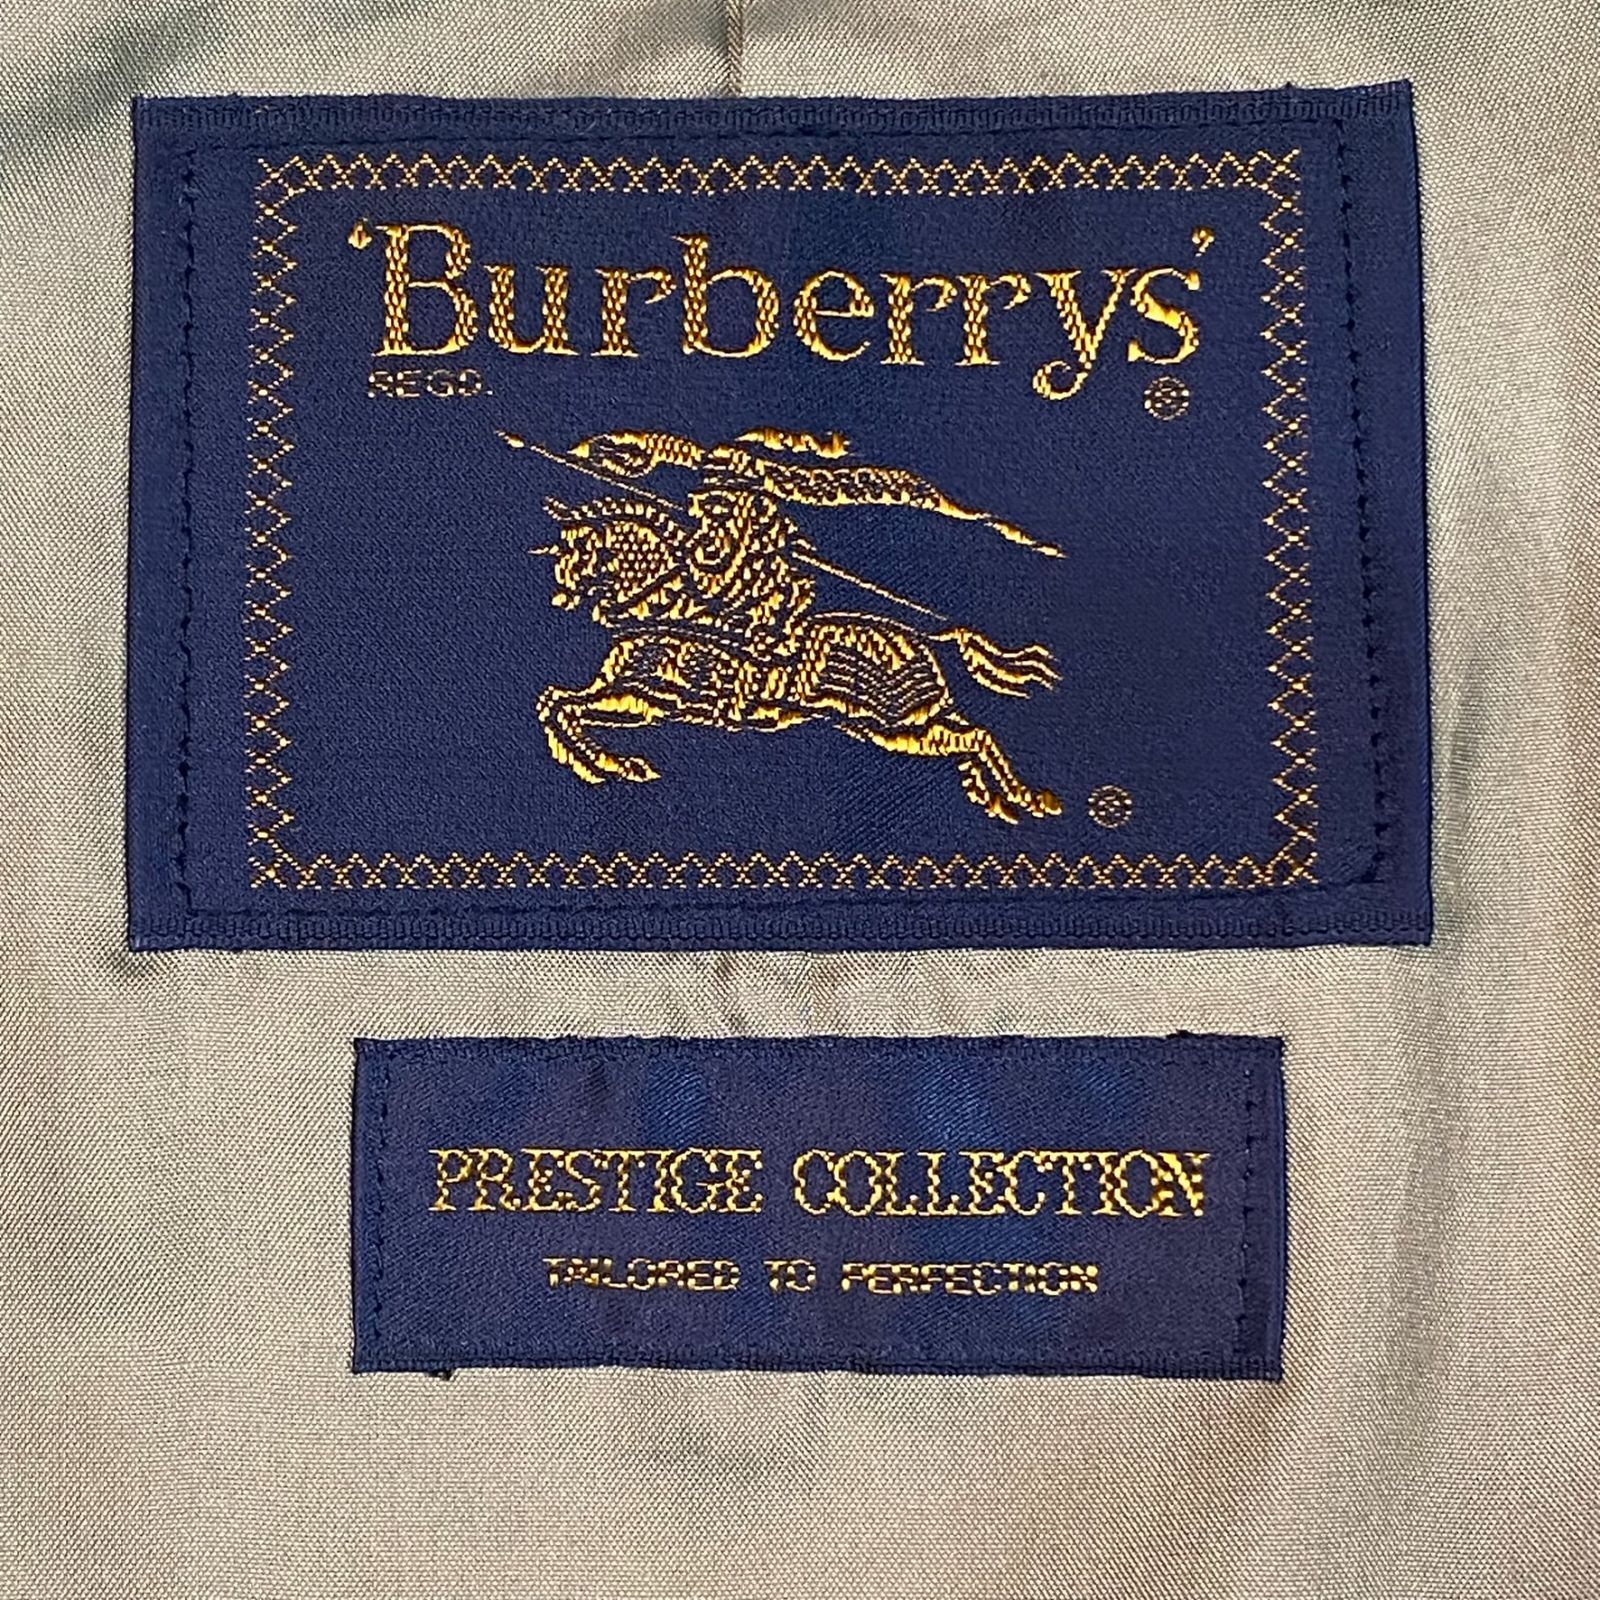 'Burberrys'
REGD.
®
®
PRESTIGE COLLECTION
TAILORED TO PERFECTION